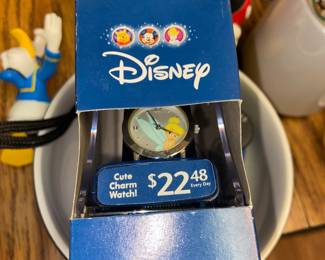 Disney
Cute
Charm
Watch!
$22.48
Every Day